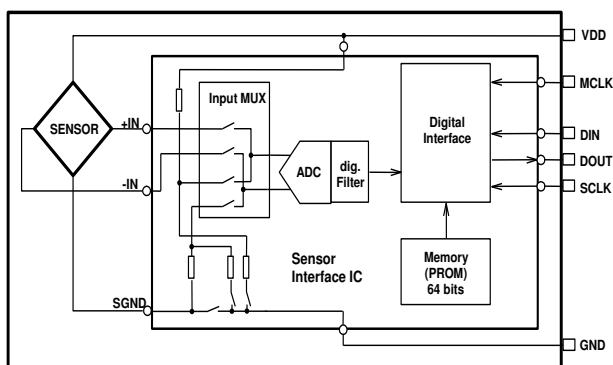 VDD
MCLK
Input MUX
Digital
Interface
SENSOR
+IN
DIN
DOUT
ADC
dig.
Filter
-IN
SCLK
Sensor
Interface IC
Memory
(PROM)
64 bits
SGND
GND